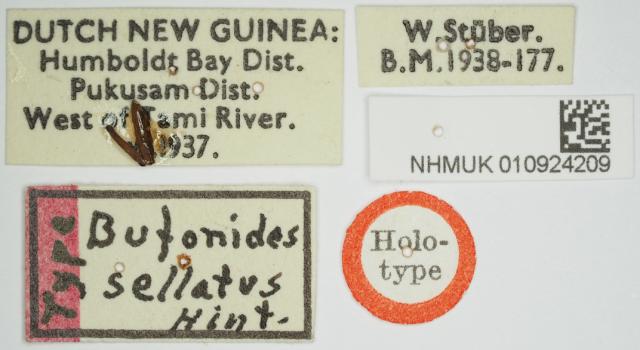 DUTCH NEW GUINEA:
Humboldt Bay Dist.
Pukusam Dist.
West of Tami River.
1937.
W. Stüber.
B.M. 1938-177.
NHMUK 010924209
Type
Bufonides
sellatus
Hint.
Holo-
type